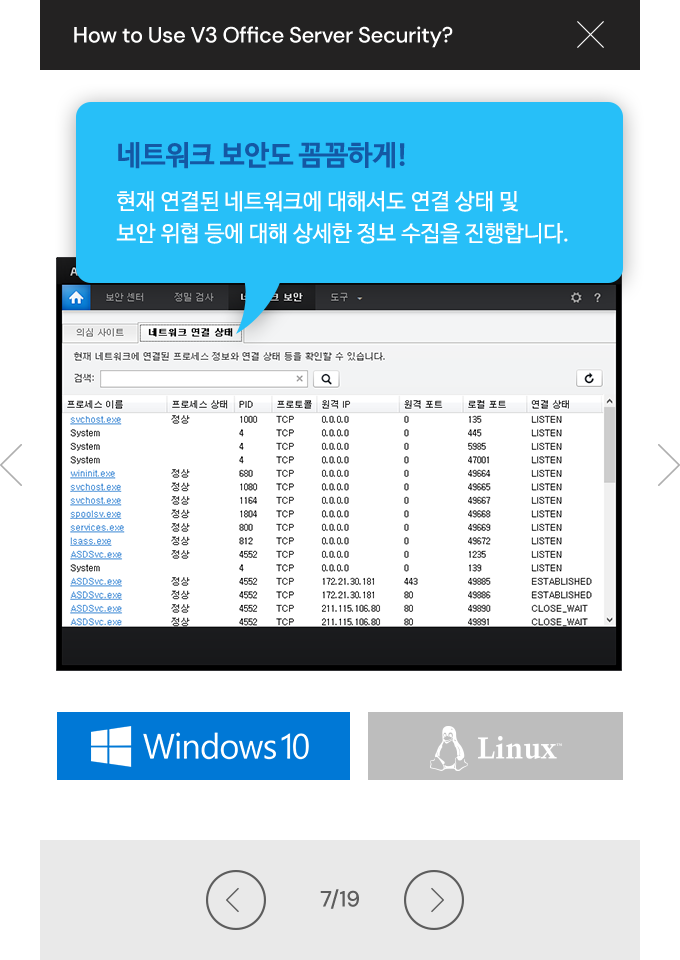 How to Use V3 Office Server Security?
네트워크 보안도 꼼꼼하게!
현재 연결된 네트워크에 대해서도 연결 상태 및
보안 위협 등에 대해 상세한 정보 수집을 진행합니다.
보안 센터 정밀 검사 보안 도구 ?
의심 사이트 네트워크 연결 상태
현재 네트워크에 연결된 프로세스 정보와 연결 상태 등을 확인할 수 있습니다.
검색:
프로세스 이름 프로세스 상태 PID 프로토콜 원격 IP 원격 포트 로컬 포트 연결 상태
svchost.exe 정상 1000 TCP 0.0.0.0 0 135 LISTEN
System 4 TCP 0.0.0.0 0 445 LISTEN
System 4 TCP 0.0.0.0 0 5985 LISTEN
System 4 TCP 0.0.0.0 0 47001 LISTEN
wininit.exe 정상 680 TCP 0.0.0.0 0 49664 LISTEN
svchost.exe 정상 1080 TCP 0.0.0.0 0 49665 LISTEN
svchost.exe 정상 1164 TCP 0.0.0.0 0 49667 LISTEN
spoolsv.exe 정상 1804 TCP 0.0.0.0 0 49668 LISTEN
services.exe 정상 800 TCP 0.0.0.0 0 49669 LISTEN
lsass.exe 정상 812 TCP 0.0.0.0 0 49672 LISTEN
ASDSvc.exe 정상 4552 TCP 0.0.0.0 0 1235 LISTEN
System 4 TCP 0.0.0.0 0 139 LISTEN
ASDSvc.exe 정상 4552 TCP 172.21.30.181 443 49885 ESTABLISHED
ASDSvc.exe 정상 4552 TCP 172.21.30.181 80 49886 ESTABLISHED
ASDSvc.exe 정상 4552 TCP 211.115.106.80 80 49890 CLOSE_WAIT
ASDSvc.exe 정상 4552 TCP 211.115.106.80 80 49891 CLOSE_WAIT
Windows 10 Linux™
7/19